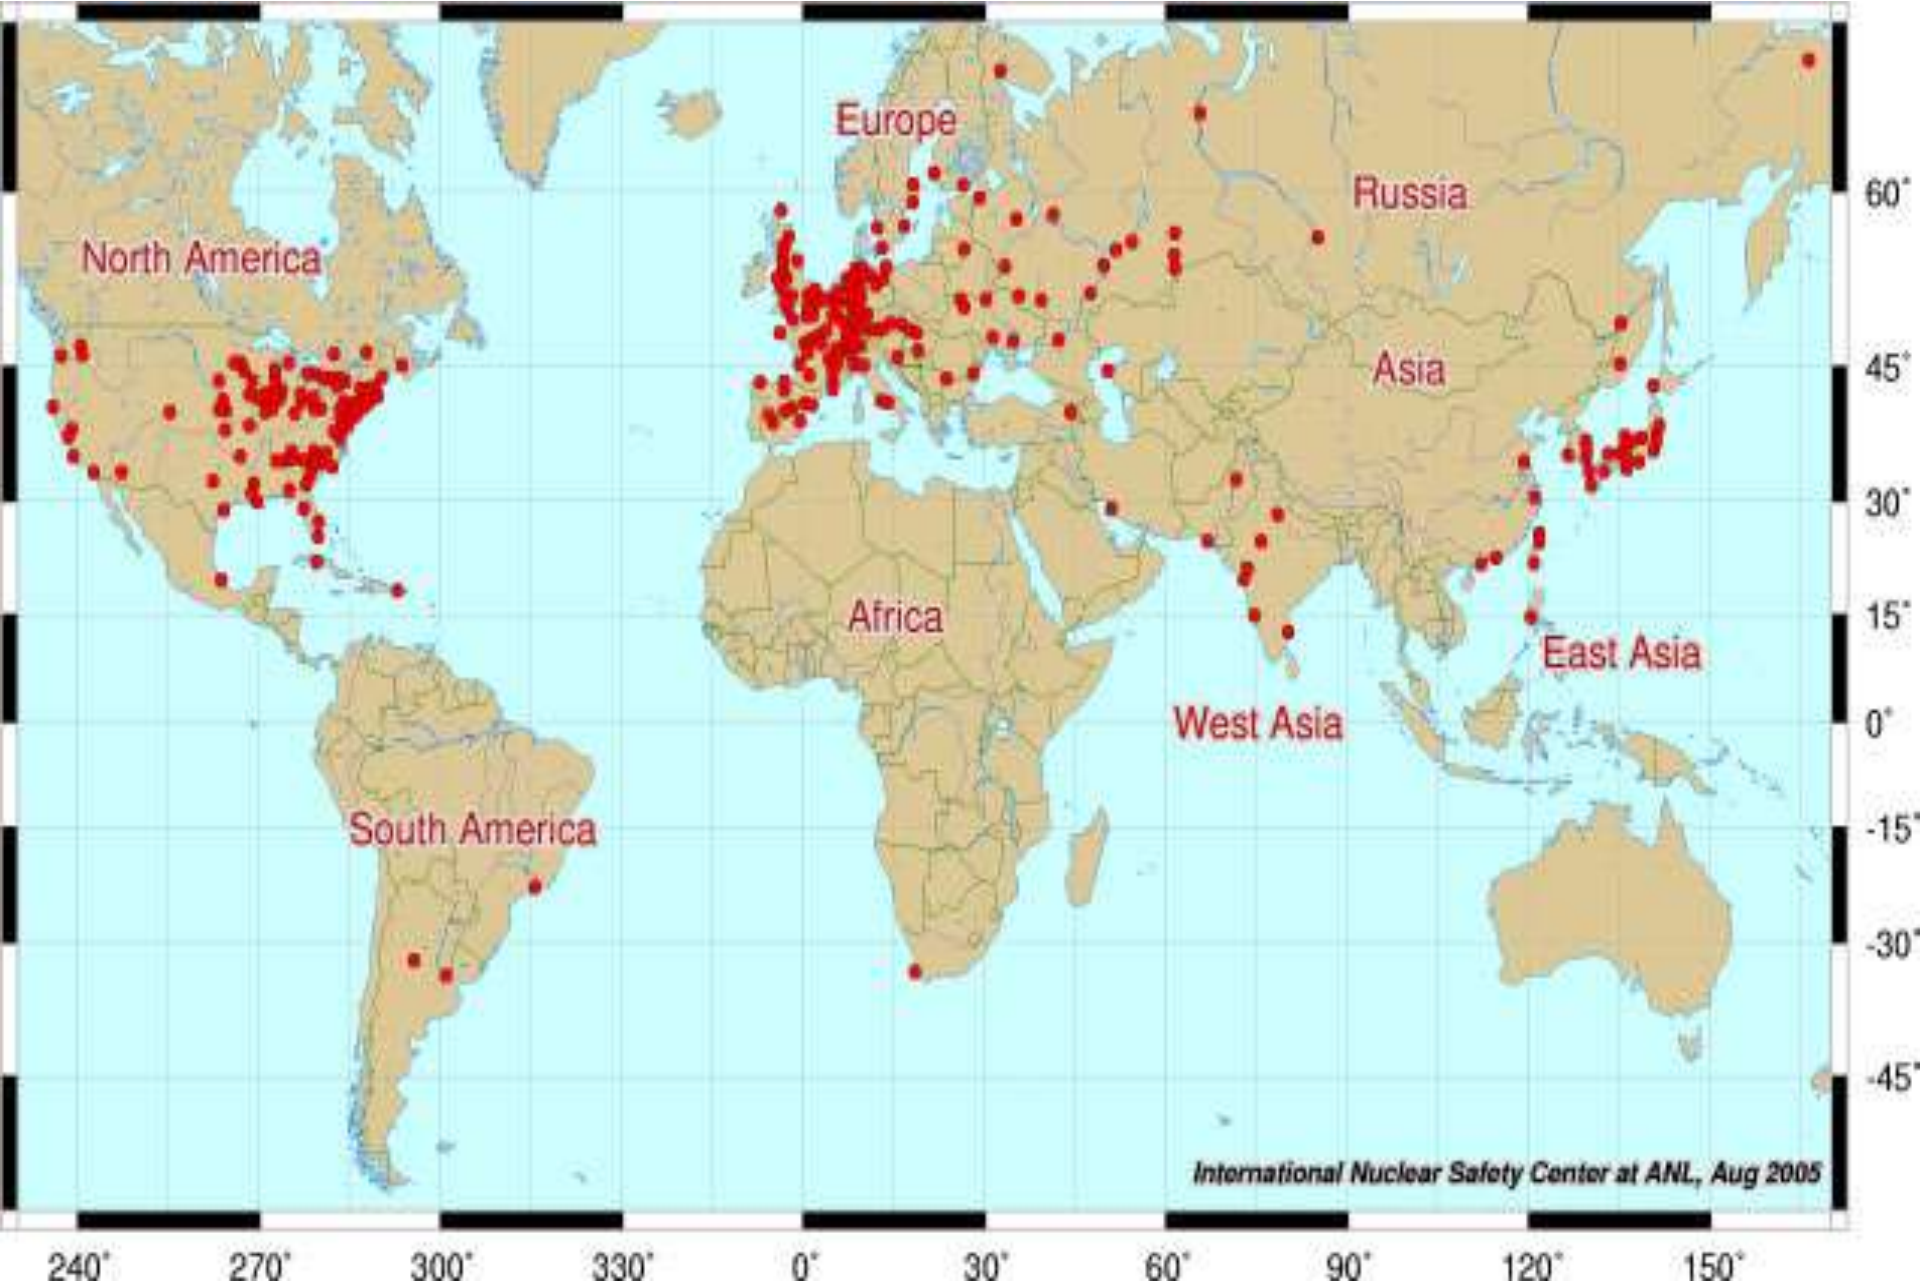 Europe
Russia
North America
Asia
Africa
East Asia
West Asia
South America
International Nuclear Safety Center at ANL, Aug 2005
60°
45°
30°
15°
0°
-15°
-30°
-45°
240° 270° 300° 330° 0° 30° 60° 90° 120° 150°